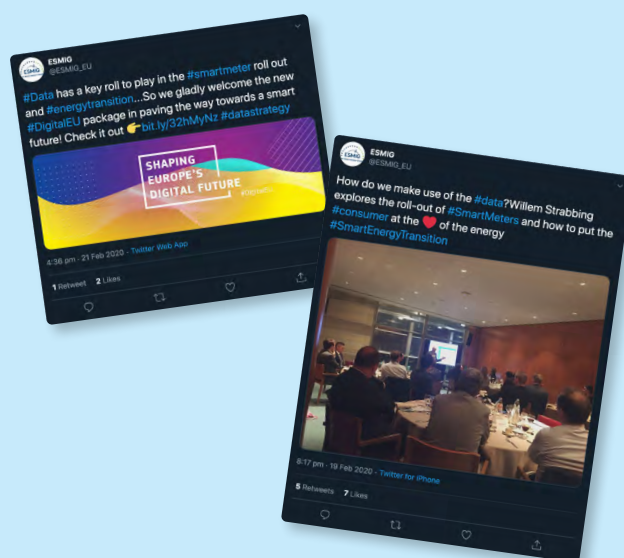 ESMIG
@ESMIG_EU
#Data has a key roll to play in the #smartmeter roll out
and #energytransition...So we gladly welcome the new
#DigitalEU package in paving the way towards a smart
future! Check it out 👉bit.ly/32hMyNz #datastrategy
SHAPING
EUROPE'S
DIGITAL FUTURE
4:36 pm · 21 Feb 2020 · Twitter Web App
1 Retweet 2 Likes
ESMIG
@ESMIG_EU
How do we make use of the #data?Willem Strabbing
explores the roll-out of #SmartMeters and how to put the
#consumer at the ❤️ of the energy
#SmartEnergyTransition
8:17 pm · 19 Feb 2020 · Twitter for iPhone
5 Retweets 7 Likes